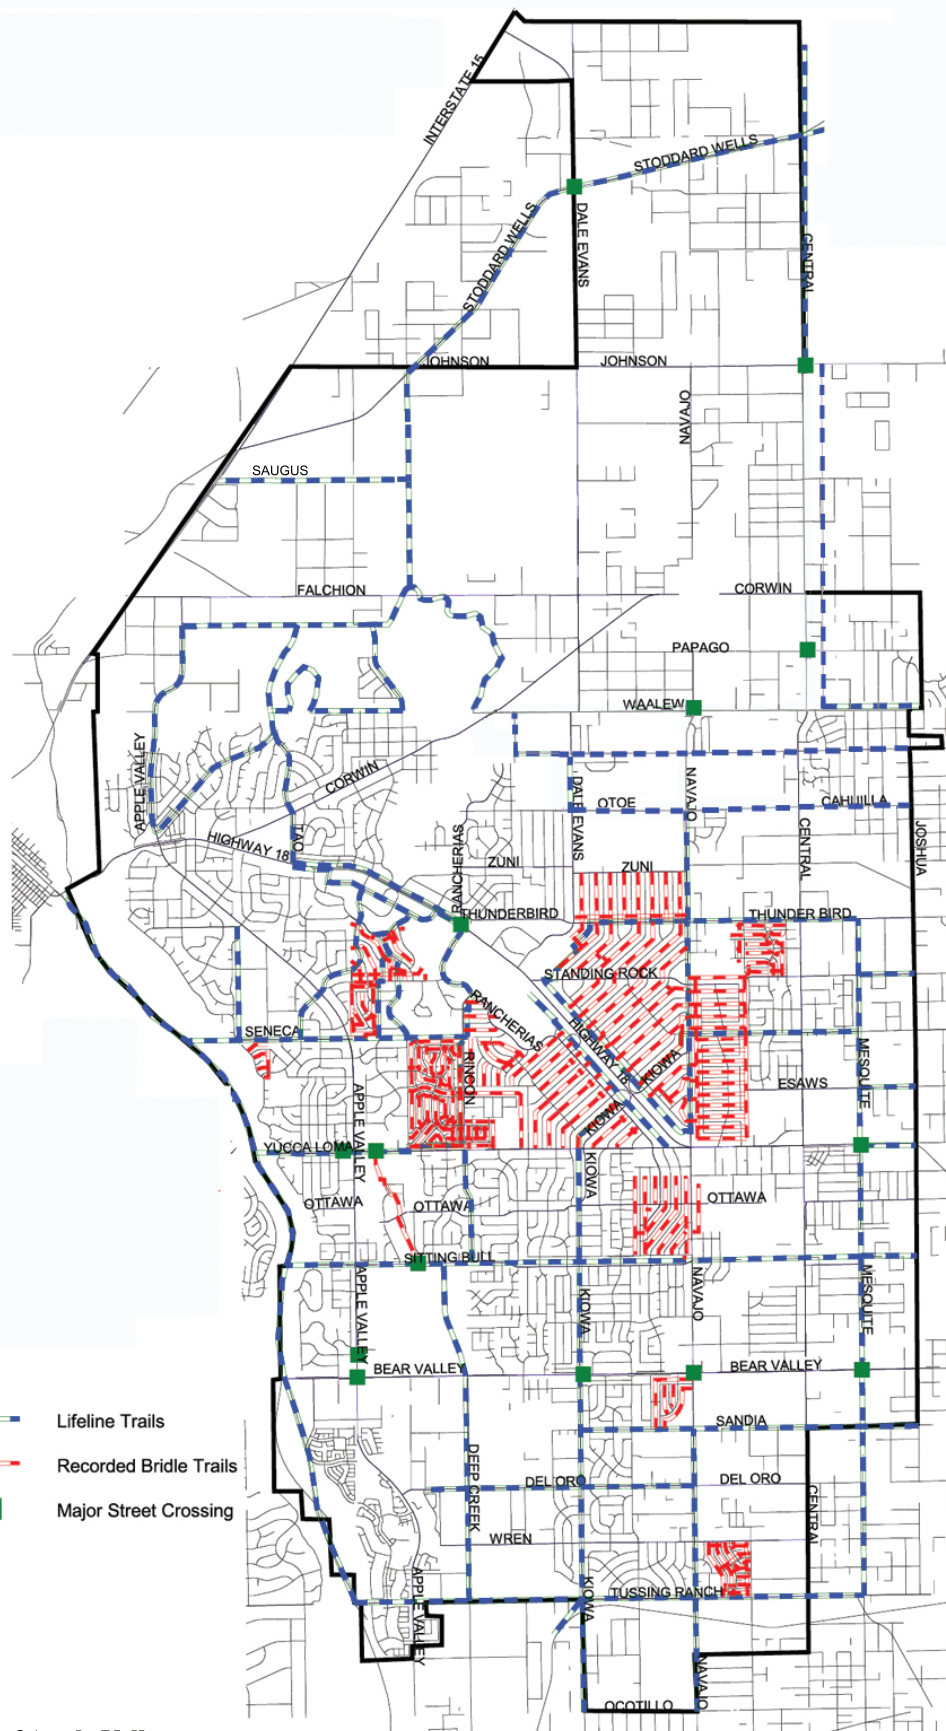 INTERSTATE 15
STODDARD WELLS
DALE EVANS
STODDARD WELLS
CENTRAL
JOHNSON
JOHNSON
NAVAJO
SAUGUS
FALCHION
CORWIN
PAPAGO
WAALEW
APPLE VALLEY
CORWIN
DALE EVANS
NAVAJO
OTOE
CAHUILLA
HIGHWAY 18
TAO
RANCHERIAS
ZUNI
ZUNI
CENTRAL
JOSHUA
THUNDERBIRD
THUNDER BIRD
STANDING ROCK
RANCHERIAS
HIGHWAY 18
SENECA
RINCON
KIOWA
MESQUITE
ESAWS
APPLE VALLEY
KIOWA
YUCCA LOMA
KIOWA
OTTAWA
OTTAWA
OTTAWA
SITTING BULL
APPLE VALLEY
KIOWA
NAVAJO
MESQUITE
BEAR VALLEY
BEAR VALLEY
Lifeline Trails
SANDIA
Recorded Bridle Trails
DEEP CREEK
DEL ORO
DEL ORO
CENTRAL
Major Street Crossing
WREN
APPLE VALLEY
KIOWA
TUSSING RANCH
NAVAJO
OCOTILLO